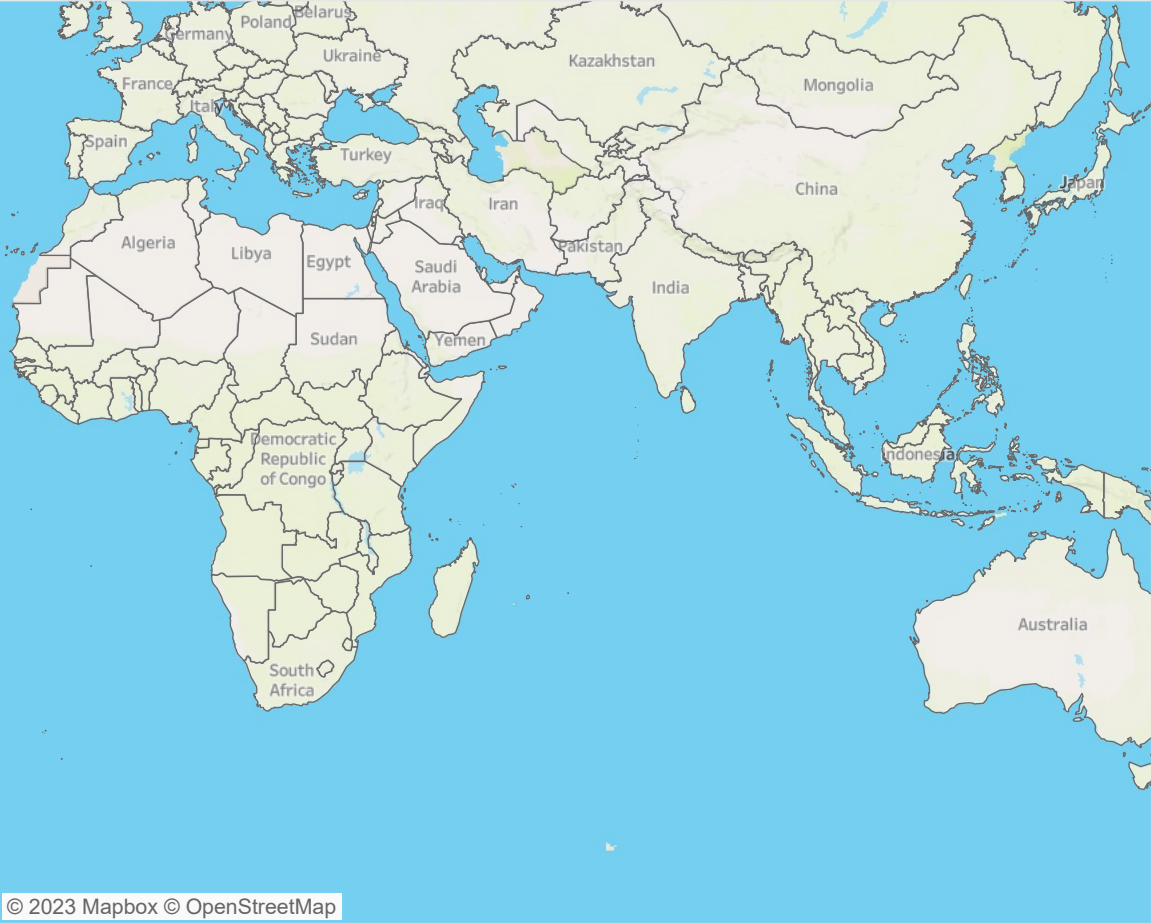 Belarus
Poland
Germany
Ukraine
Kazakhstan
France
Mongolia
Italy
Spain
Turkey
Japan
China
Iraq
Iran
Algeria
Pakistan
Libya
Egypt
Saudi
Arabia
India
Sudan
Yemen
Democratic
Republic
of Congo
Indonesia
Australia
South
Africa
© 2023 Mapbox © OpenStreetMap